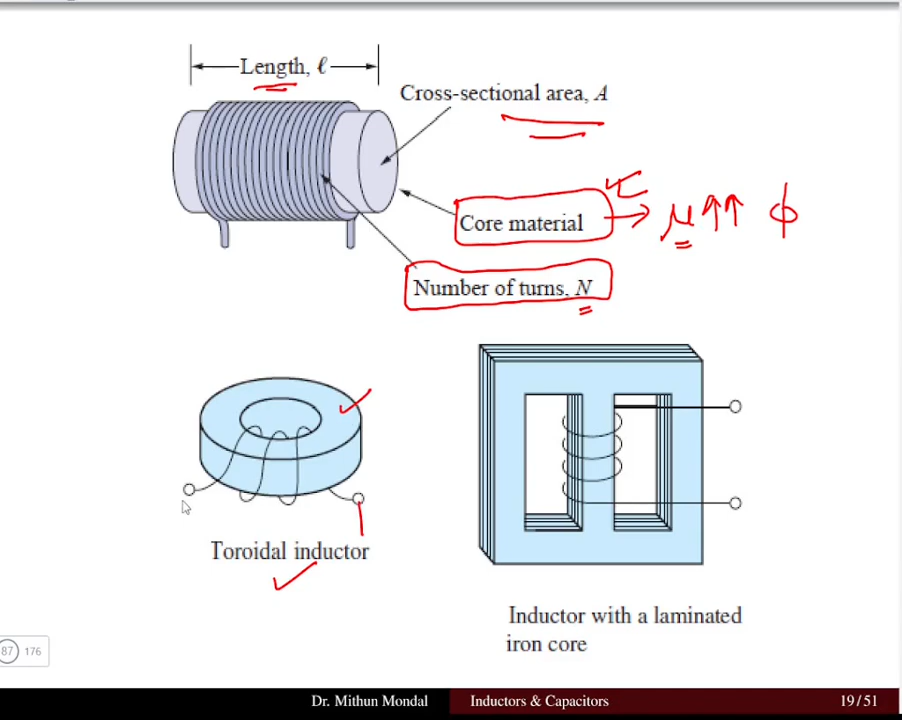 Length, ℓ
Cross-sectional area, A
Core material
μ ↑↑ ϕ
Number of turns, N
Toroidal inductor
Inductor with a laminated
iron core
87 176
Dr. Mithun Mondal Inductors & Capacitors 19/51